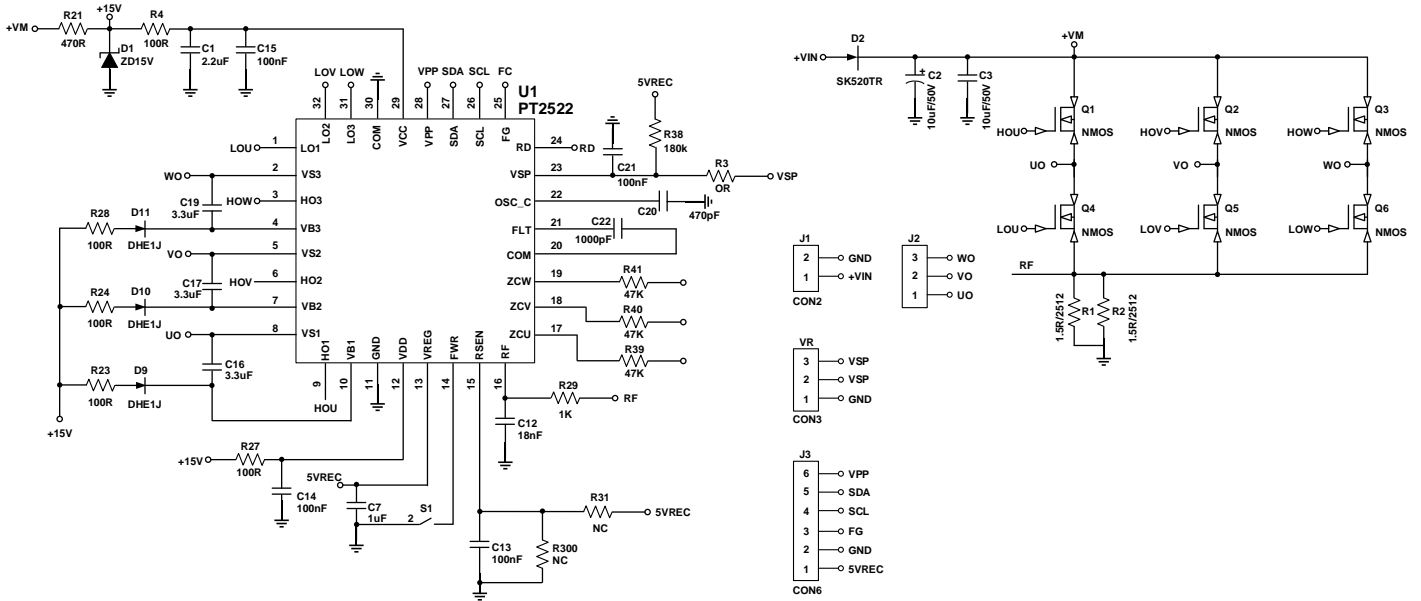 +VM
R21
470R
+15V
R4
100R
D1
ZD15V
C1
2.2uF
C15
100nF
LOV
LOW
VPP
SDA
SCL
FC
32
31
30
29
28
27
26
25
U1
PT2522
LO2
LO3
COM
VCC
VPP
SDA
SCL
FG
LOU
1
LO1
WO
2
VS3
C19
3.3uF
HOW
3
HO3
R28
100R
D11
DHE1J
4
VB3
VO
5
VS2
C17
3.3uF
HOV
6
HO2
R24
100R
D10
DHE1J
7
VB2
UO
8
VS1
C16
3.3uF
R23
100R
D9
DHE1J
+15V
RD
24
RD
VSP
23
C21
100nF
5VREC
R38
180k
R3
OR
VSP
OSC_C
22
C20
470pF
FLT
21
C22
1000pF
COM
20
ZCW
19
R41
47K
ZCV
18
R40
47K
ZCU
17
R39
47K
HO1
VB1
GND
VDD
VREG
FWR
RSEN
RF
9
10
11
12
13
14
15
16
HOU
R29
1K
RF
C12
18nF
+15V
R27
100R
C14
100nF
5VREC
C7
1uF
S1
2
R31
NC
5VREC
C13
100nF
R300
NC
+VIN
D2
SK520TR
+
C2
10uF/50V
C3
10uF/50V
+VM
Q1
NMOS
HOU
Q2
NMOS
HOV
Q3
NMOS
HOW
UO
VO
WO
Q4
NMOS
LOU
Q5
NMOS
LOV
Q6
NMOS
LOW
RF
R1
1.5R/2512
R2
1.5R/2512
J1
2
GND
1
+VIN
CON2
J2
3
WO
2
VO
1
UO
VR
3
VSP
2
VSP
1
GND
CON3
J3
6
VPP
5
SDA
4
SCL
3
FG
2
GND
1
5VREC
CON6